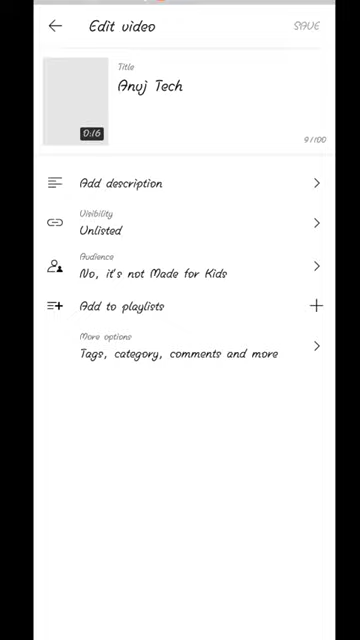 Edit video
SAVE
Title
Anuj Tech
0:16
9/100
Add description
Visibility
Unlisted
Audience
No, it's not Made for Kids
Add to playlists
More options
Tags, category, comments and more